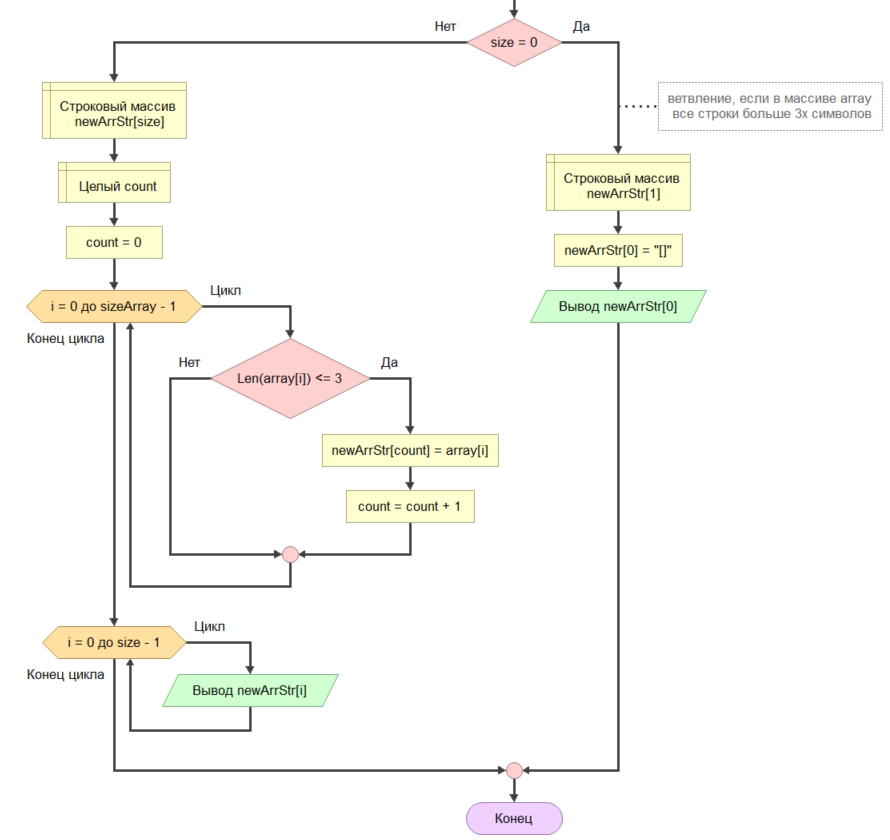 Нет
Да
size = 0
ветвление, если в массиве array
все строки больше 3х символов
Строковый массив
newArrStr[size]
Целый count
count = 0
Строковый массив
newArrStr[1]
newArrStr[0] = "[]"
Вывод newArrStr[0]
i = 0 до sizeArray - 1
Цикл
Конец цикла
Нет
Да
Len(array[i]) <= 3
newArrStr[count] = array[i]
count = count + 1
i = 0 до size - 1
Цикл
Конец цикла
Вывод newArrStr[i]
Конец